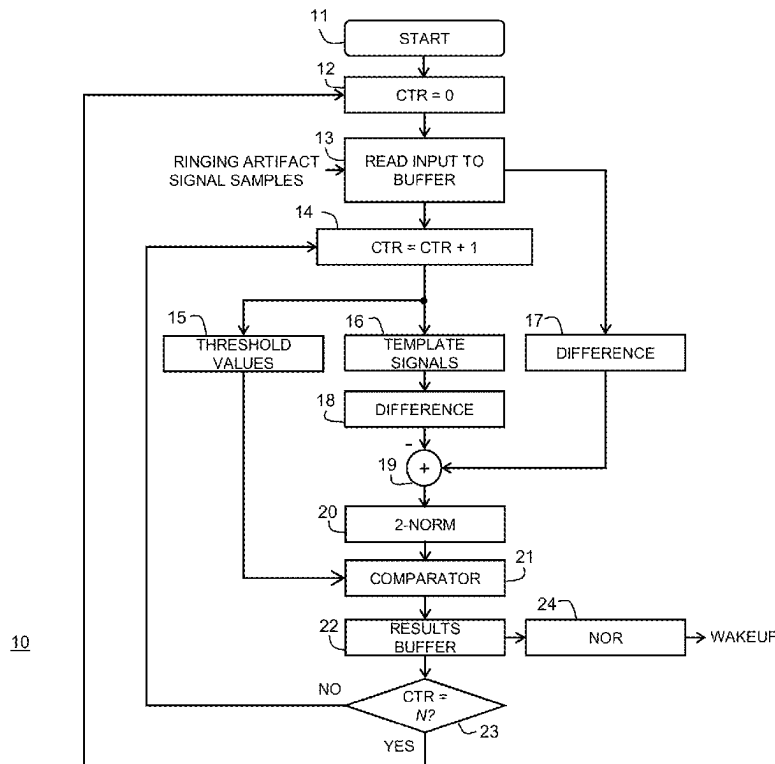 11
START
12
CTR = 0
13
RINGING ARTIFACT
SIGNAL SAMPLES
READ INPUT TO
BUFFER
14
CTR = CTR + 1
15
THRESHOLD
VALUES
16
TEMPLATE
SIGNALS
17
DIFFERENCE
18
DIFFERENCE
-
19
+
20
2-NORM
21
COMPARATOR
22
RESULTS
BUFFER
24
NOR
WAKEUP
10
NO
CTR =
N?
23
YES